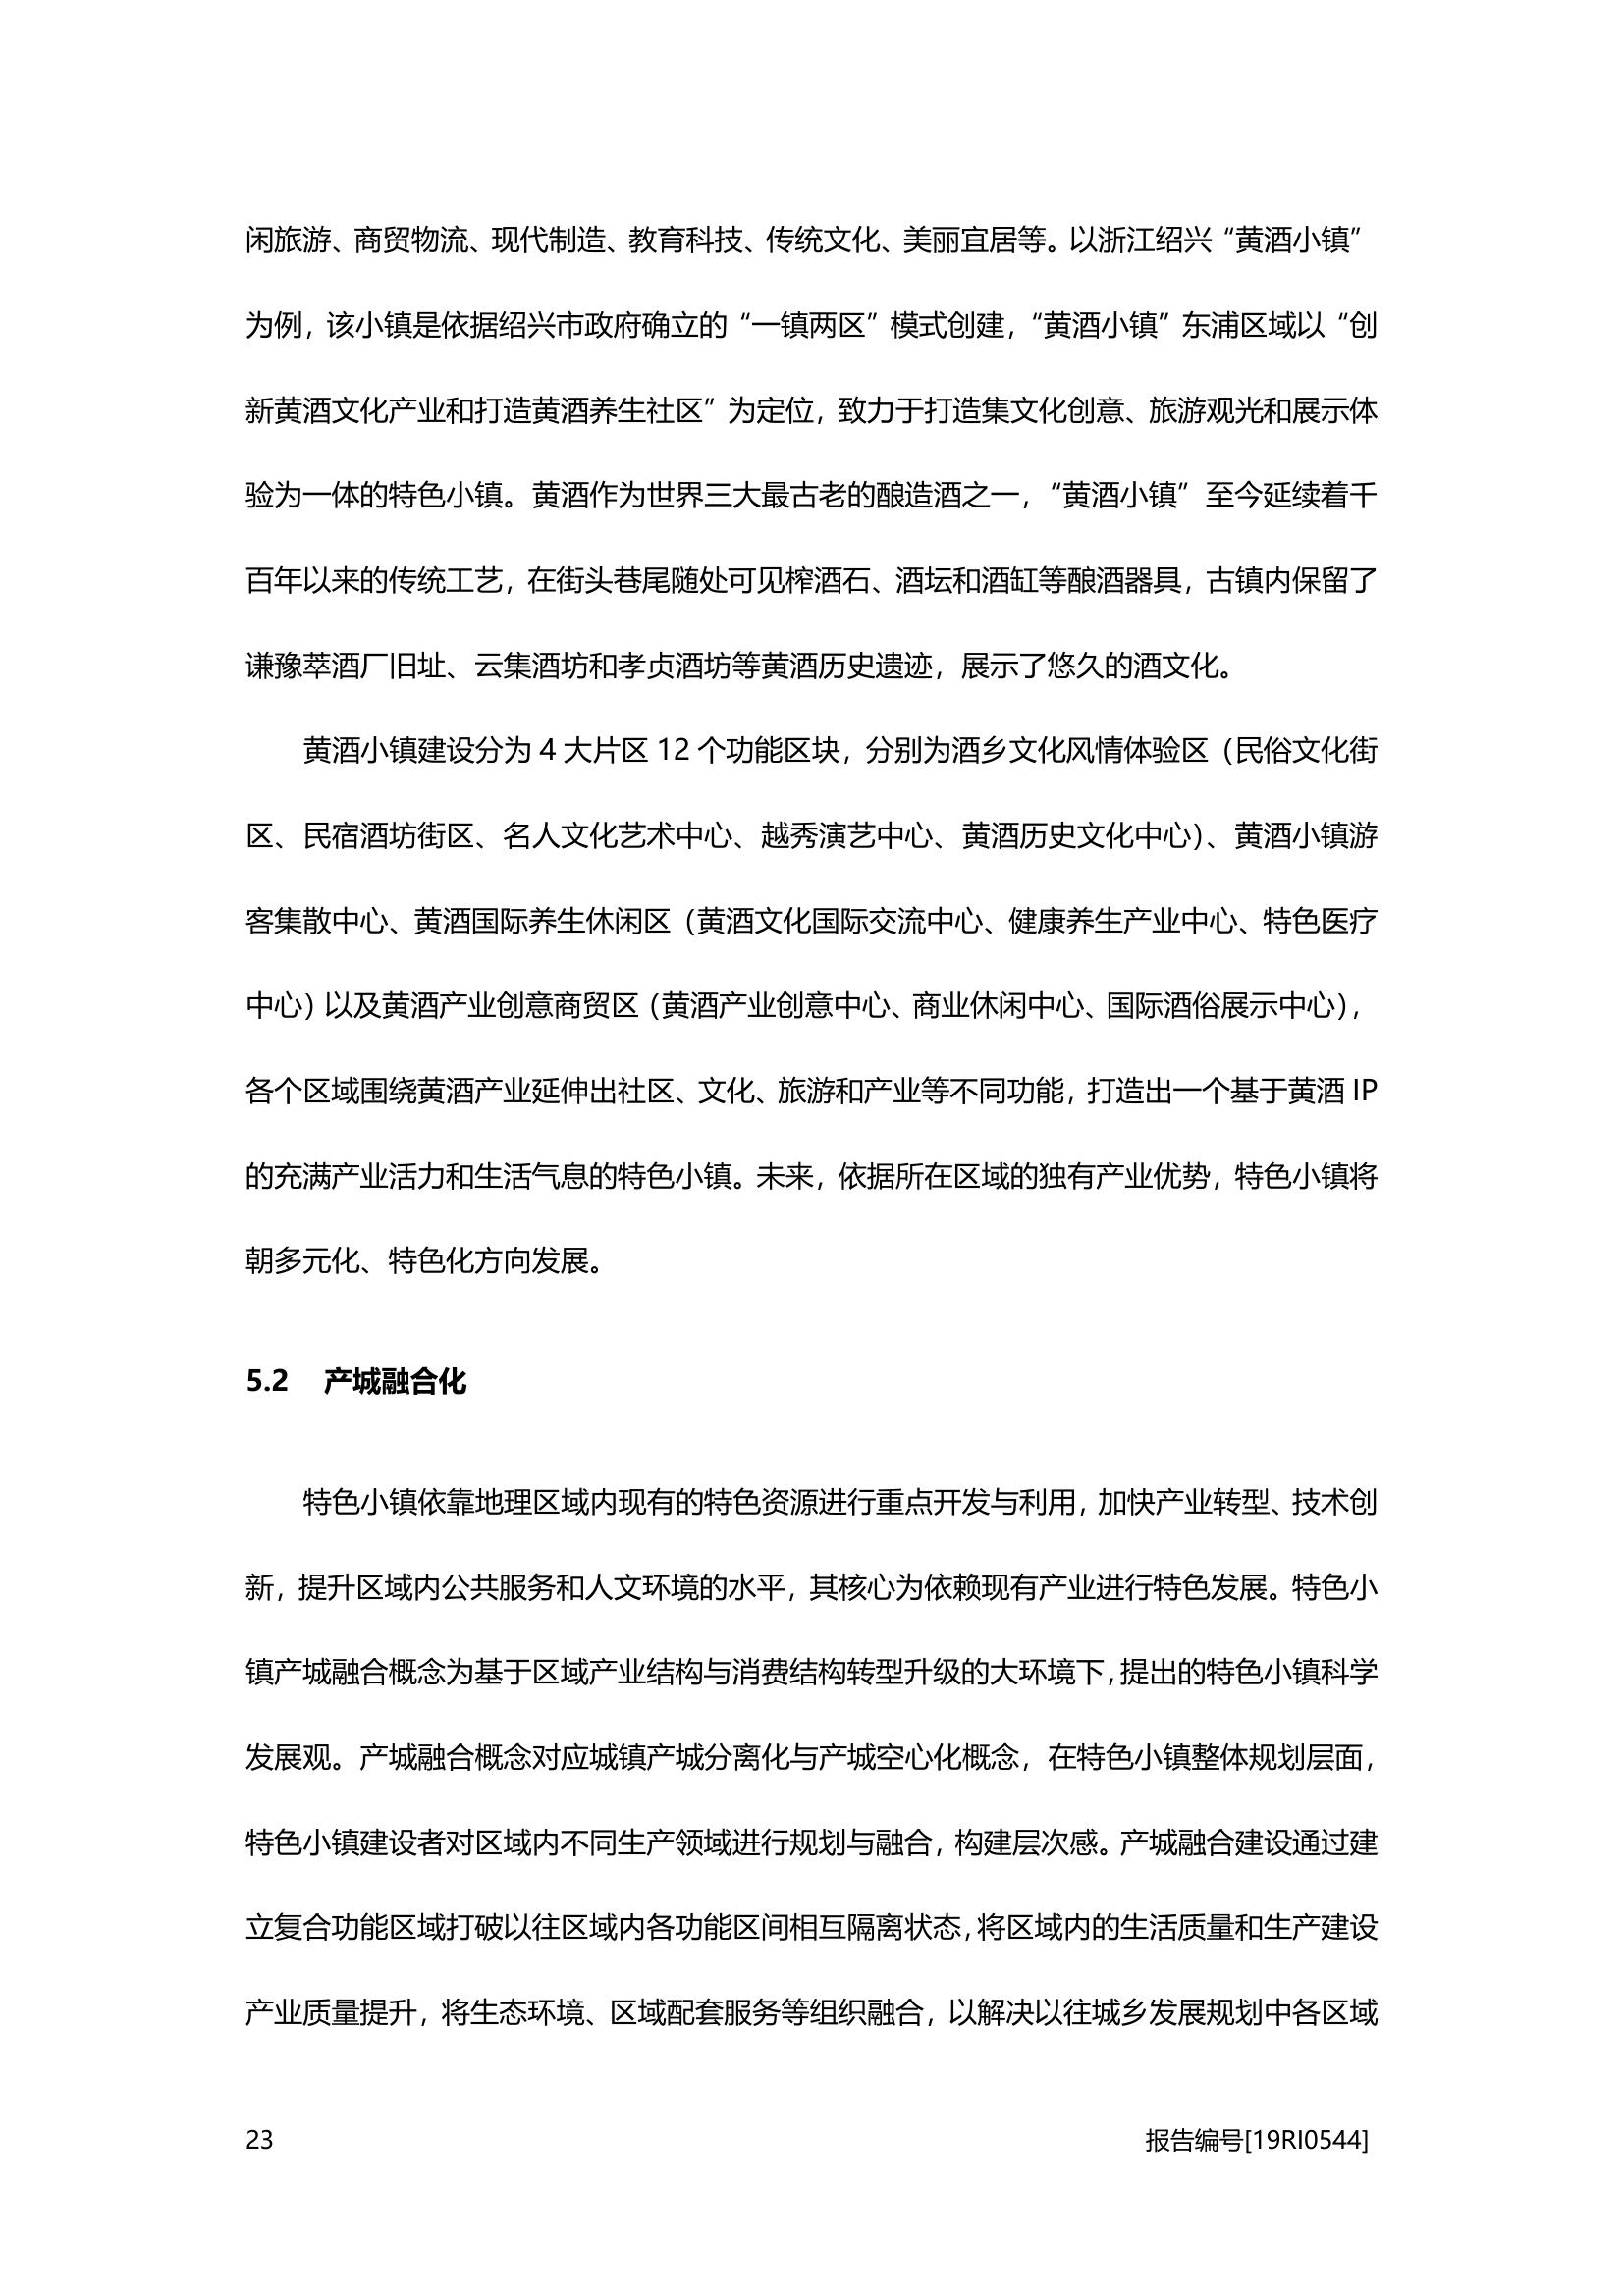 闲旅游、商贸物流、现代制造、教育科技、传统文化、美丽宜居等。以浙江绍兴“黄酒小镇”
为例，该小镇是依据绍兴市政府确立的“一镇两区”模式创建，“黄酒小镇”东浦区域以“创
新黄酒文化产业和打造黄酒养生社区”为定位，致力于打造集文化创意、旅游观光和展示体
验为一体的特色小镇。黄酒作为世界三大最古老的酿造酒之一，“黄酒小镇”至今延续着千
百年以来的传统工艺，在街头巷尾随处可见榨酒石、酒坛和酒缸等酿酒器具，古镇内保留了
谦豫萃酒厂旧址、云集酒坊和孝贞酒坊等黄酒历史遗迹，展示了悠久的酒文化。
黄酒小镇建设分为 4 大片区 12 个功能区块，分别为酒乡文化风情体验区（民俗文化街
区、民宿酒坊街区、名人文化艺术中心、越秀演艺中心、黄酒历史文化中心）、黄酒小镇游
客集散中心、黄酒国际养生休闲区（黄酒文化国际交流中心、健康养生产业中心、特色医疗
中心）以及黄酒产业创意商贸区（黄酒产业创意中心、商业休闲中心、国际酒俗展示中心），
各个区域围绕黄酒产业延伸出社区、文化、旅游和产业等不同功能，打造出一个基于黄酒 IP
的充满产业活力和生活气息的特色小镇。未来，依据所在区域的独有产业优势，特色小镇将
朝多元化、特色化方向发展。
5.2 产城融合化
特色小镇依靠地理区域内现有的特色资源进行重点开发与利用，加快产业转型、技术创
新，提升区域内公共服务和人文环境的水平，其核心为依赖现有产业进行特色发展。特色小
镇产城融合概念为基于区域产业结构与消费结构转型升级的大环境下，提出的特色小镇科学
发展观。产城融合概念对应城镇产城分离化与产城空心化概念，在特色小镇整体规划层面，
特色小镇建设者对区域内不同生产领域进行规划与融合，构建层次感。产城融合建设通过建
立复合功能区域打破以往区域内各功能区间相互隔离状态，将区域内的生活质量和生产建设
产业质量提升，将生态环境、区域配套服务等组织融合，以解决以往城乡发展规划中各区域
23 报告编号[19RI0544]